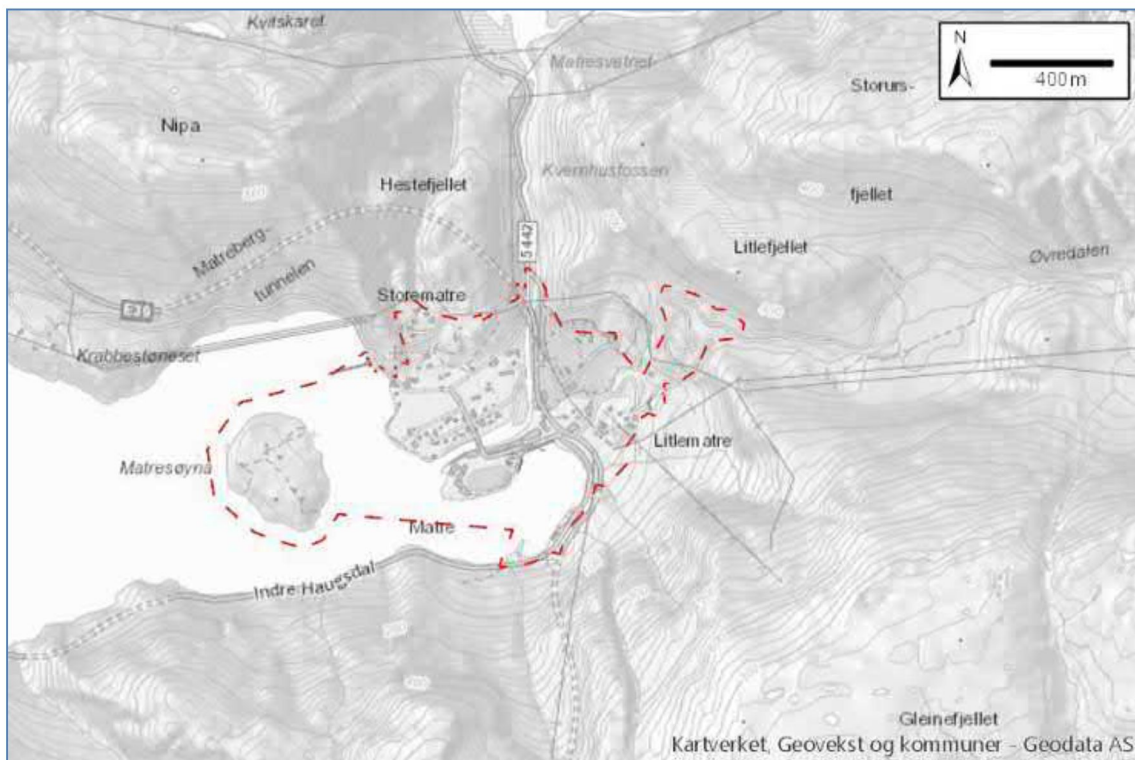 Kvitskaret
N
400 m
Matresvatnet
Storurs-
Nipa
Kvernhusfossen
Hestefjellet
fjellet
5442
Litlefjellet
Øvredalen
Matreberg-
tunnelen
Storematre
Krabbestøneset
Litlematre
Matresøyna
Matre
Indre Haugsdal
Gleinefjellet
Kartverket, Geovekst og kommuner - Geodata AS